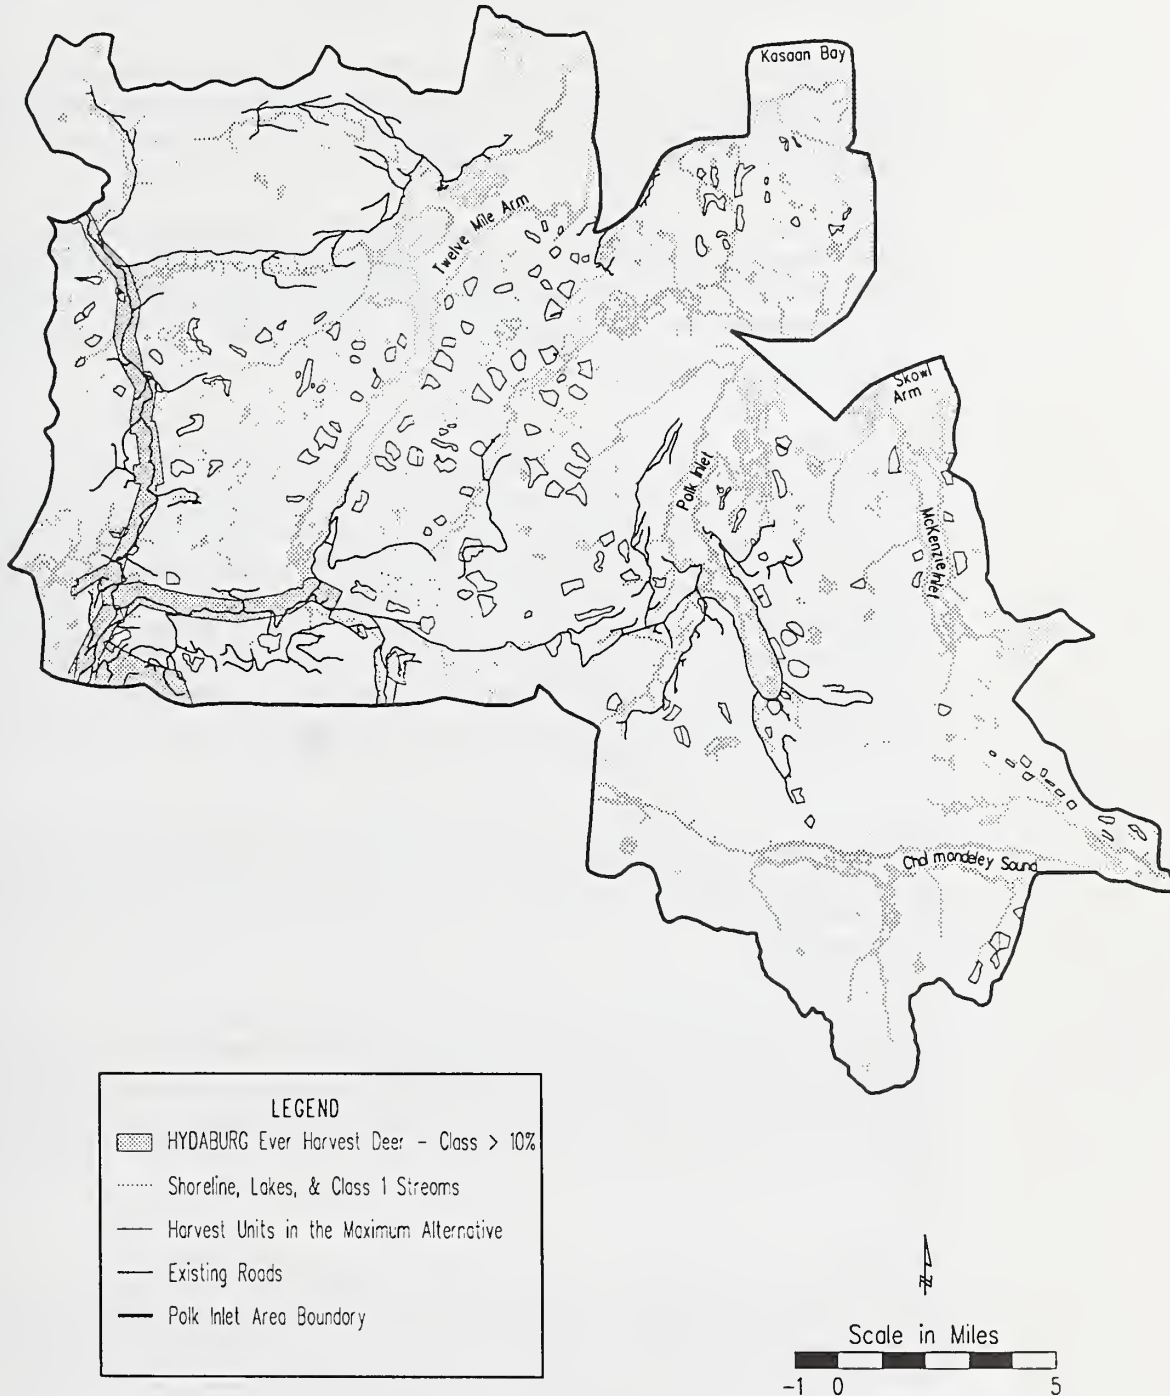 Kasaan Bay
Twelve Mile Arm
Skowl
Arm
Polk Inlet
McKenzie Inlet
Chol mondeley Sound
LEGEND
HYDABURG Ever Harvest Deer - Class > 10%
Shoreline, Lakes, & Class 1 Streams
Harvest Units in the Maximum Alternative
Existing Roads
Polk Inlet Area Boundary
N
Scale in Miles
-1 0 5